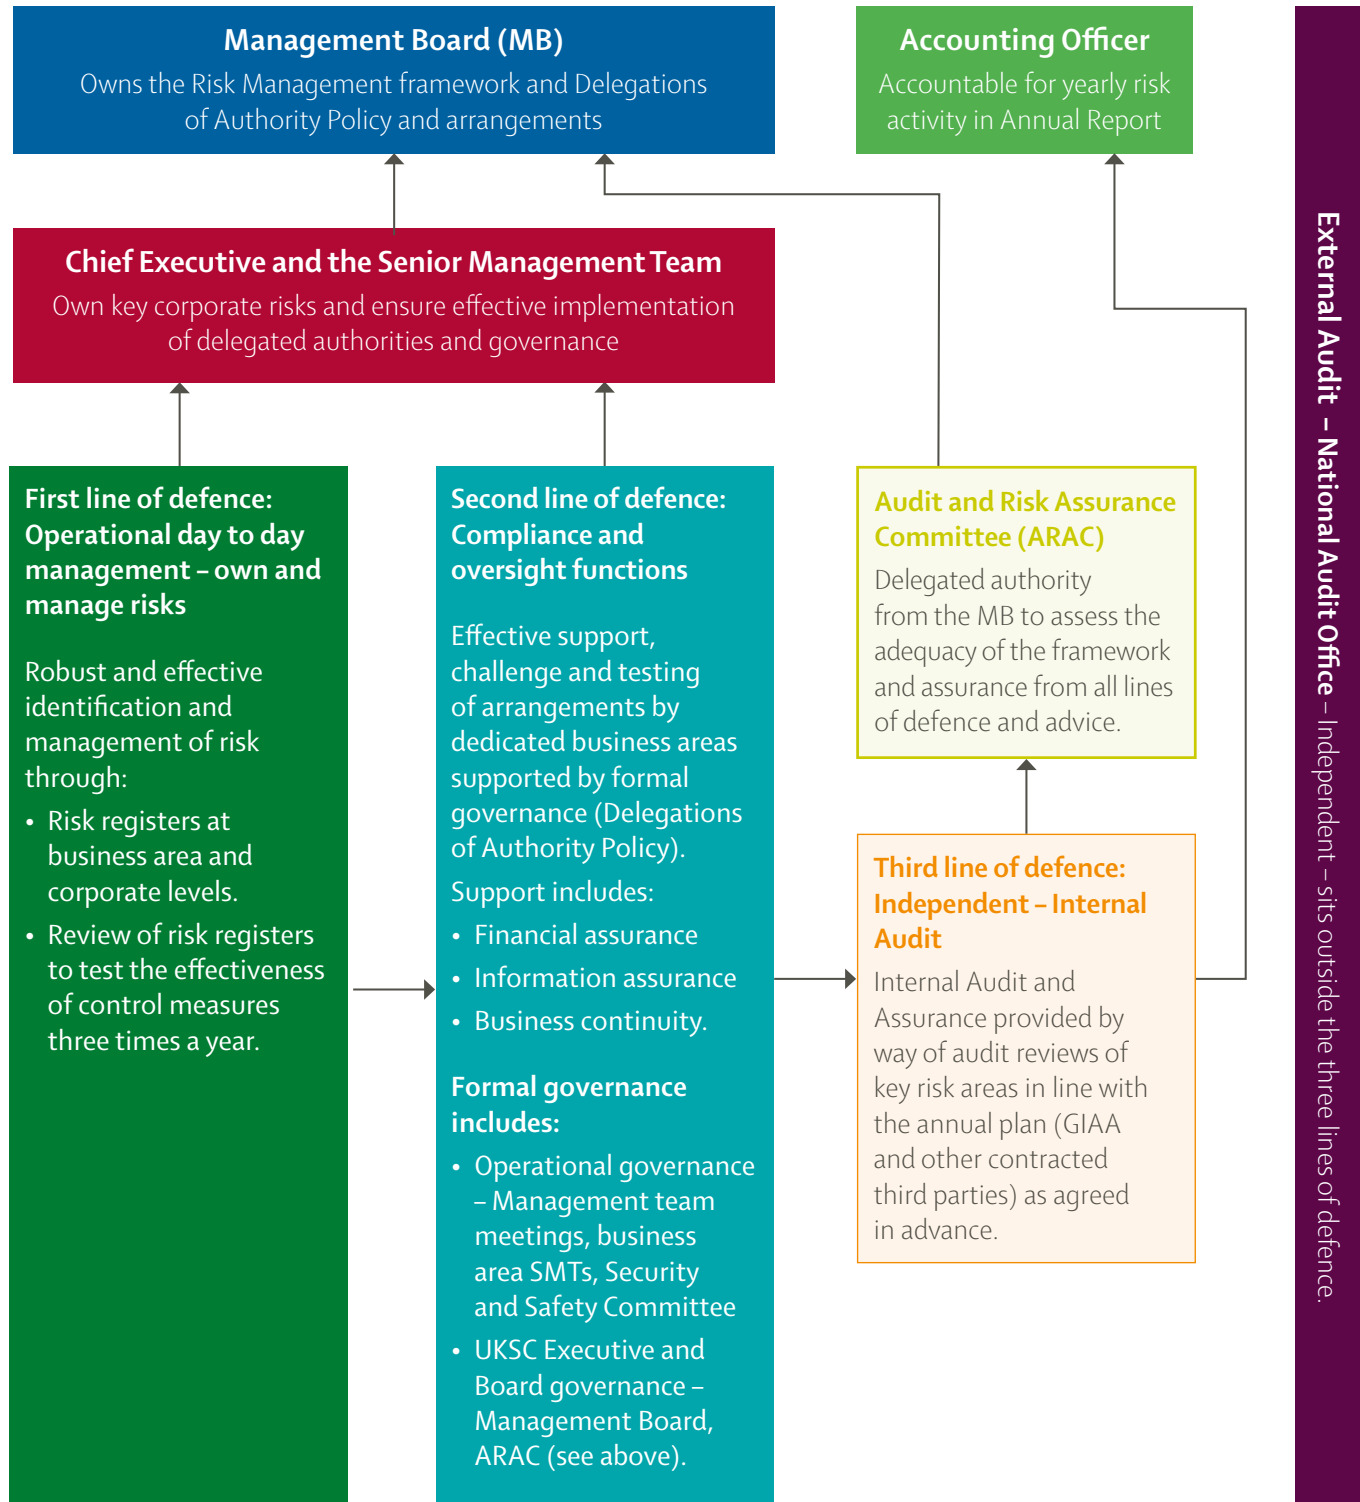 Management Board (MB)
Owns the Risk Management framework and Delegations
of Authority Policy and arrangements
Accounting Officer
Accountable for yearly risk
activity in Annual Report
Chief Executive and the Senior Management Team
Own key corporate risks and ensure effective implementation
of delegated authorities and governance
First line of defence:
Operational day to day
management – own and
manage risks
Robust and effective
identification and
management of risk
through:
• Risk registers at
business area and
corporate levels.
• Review of risk registers
to test the effectiveness
of control measures
three times a year.
Second line of defence:
Compliance and
oversight functions
Effective support,
challenge and testing
of arrangements by
dedicated business areas
supported by formal
governance (Delegations
of Authority Policy).
Support includes:
• Financial assurance
• Information assurance
• Business continuity.
Formal governance
includes:
• Operational governance
– Management team
meetings, business
area SMTs, Security
and Safety Committee
• UKSC Executive and
Board governance –
Management Board,
ARAC (see above).
Audit and Risk Assurance
Committee (ARAC)
Delegated authority
from the MB to assess the
adequacy of the framework
and assurance from all lines
of defence and advice.
Third line of defence:
Independent – Internal
Audit
Internal Audit and
Assurance provided by
way of audit reviews of
key risk areas in line with
the annual plan (GIAA
and other contracted
third parties) as agreed
in advance.
External Audit – National Audit Office – Independent – sits outside the three lines of defence.